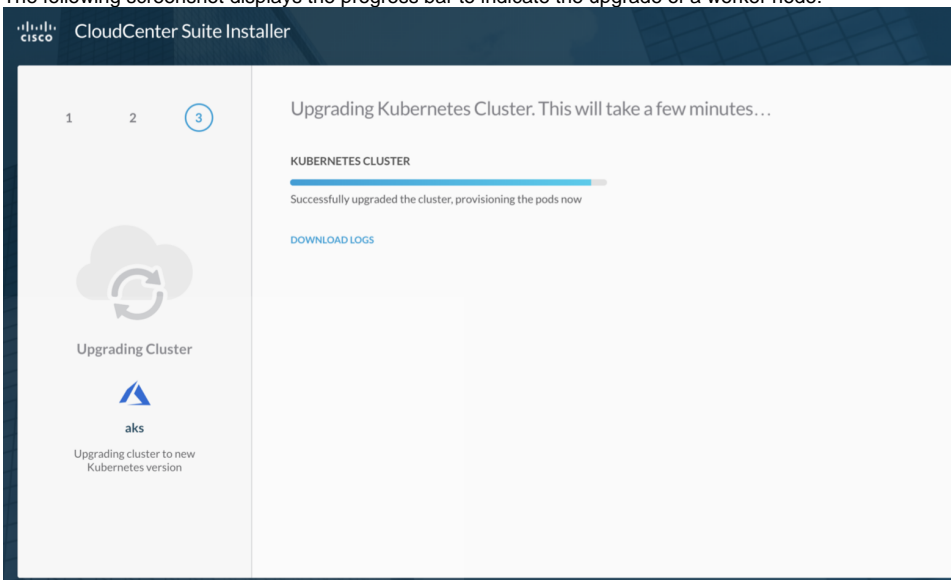 The following screenshot displays the progress bar to indicate the upgrade of a worker node.
cisco
CloudCenter Suite Installer
1 2 3
Upgrading Kubernetes Cluster. This will take a few minutes...
KUBERNETES CLUSTER
Successfully upgraded the cluster, provisioning the pods now
DOWNLOAD LOGS
Upgrading Cluster
aks
Upgrading cluster to new
Kubernetes version